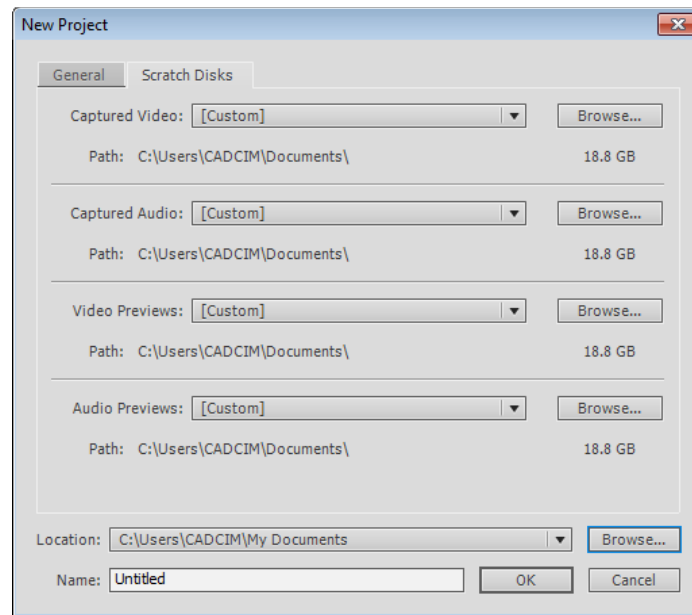 New Project
General Scratch Disks
Captured Video: [Custom] Browse...
Path: C:\Users\CADCIM\Documents\ 18.8 GB
Captured Audio: [Custom] Browse...
Path: C:\Users\CADCIM\Documents\ 18.8 GB
Video Previews: [Custom] Browse...
Path: C:\Users\CADCIM\Documents\ 18.8 GB
Audio Previews: [Custom] Browse...
Path: C:\Users\CADCIM\Documents\ 18.8 GB
Location: C:\Users\CADCIM\My Documents Browse...
Name: Untitled OK Cancel